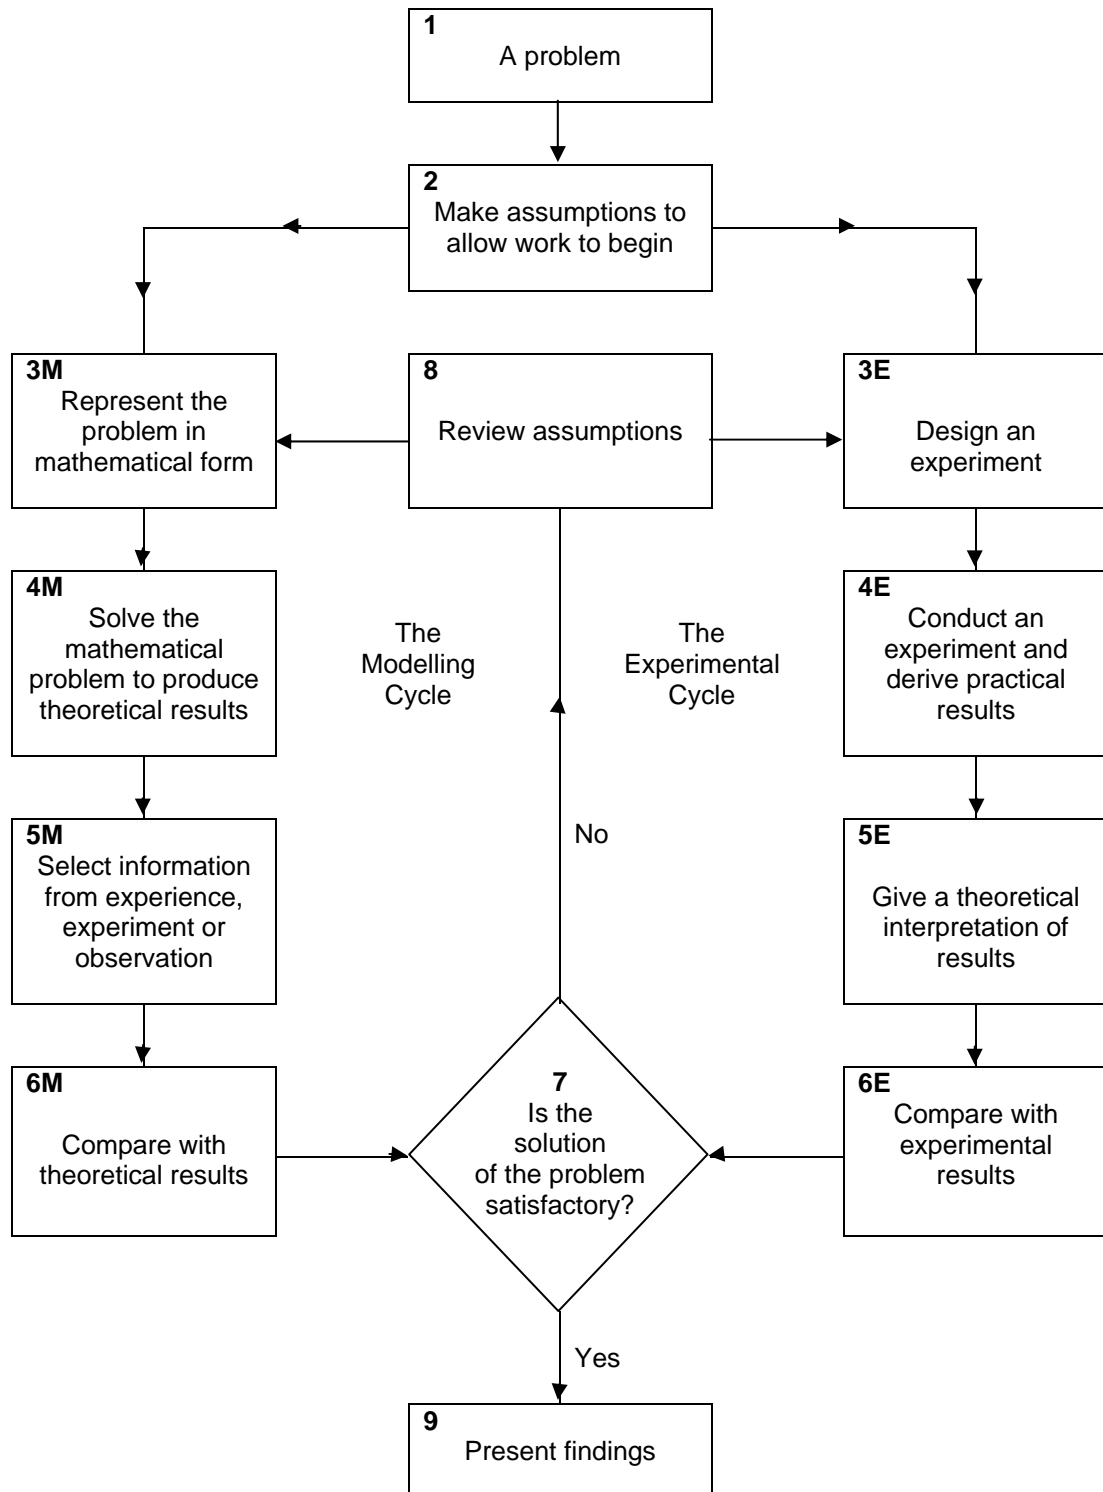 1
A problem
2
Make assumptions to
allow work to begin
3M
Represent the
problem in
mathematical form
8
Review assumptions
3E
Design an
experiment
4M
Solve the
mathematical
problem to produce
theoretical results
The
Modelling
Cycle
The
Experimental
Cycle
4E
Conduct an
experiment and
derive practical
results
5M
Select information
from experience,
experiment or
observation
No
5E
Give a theoretical
interpretation of
results
6M
Compare with
theoretical results
7
Is the
solution
of the problem
satisfactory?
6E
Compare with
experimental
results
Yes
9
Present findings